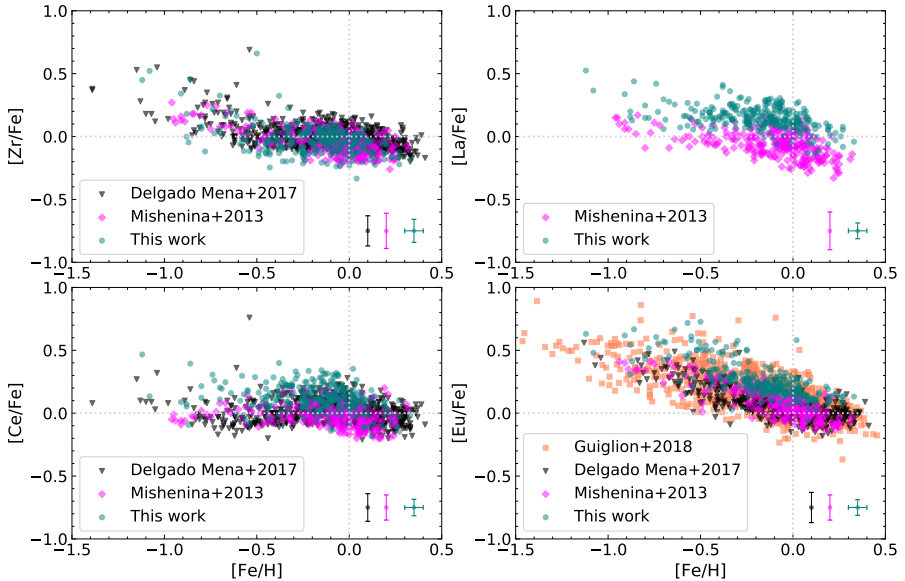 1.0
0.5
0.0
−0.5
−1.0
[Zr/Fe]
Delgado Mena+2017
Mishenina+2013
This work
−1.5 −1.0 −0.5 0.0 0.5
1.0
0.5
0.0
−0.5
−1.0
[La/Fe]
Mishenina+2013
This work
−1.5 −1.0 −0.5 0.0 0.5
1.0
0.5
0.0
−0.5
−1.0
[Ce/Fe]
Delgado Mena+2017
Mishenina+2013
This work
−1.5 −1.0 −0.5 0.0 0.5
[Fe/H]
1.0
0.5
0.0
−0.5
−1.0
[Eu/Fe]
Guiglion+2018
Delgado Mena+2017
Mishenina+2013
This work
−1.5 −1.0 −0.5 0.0 0.5
[Fe/H]